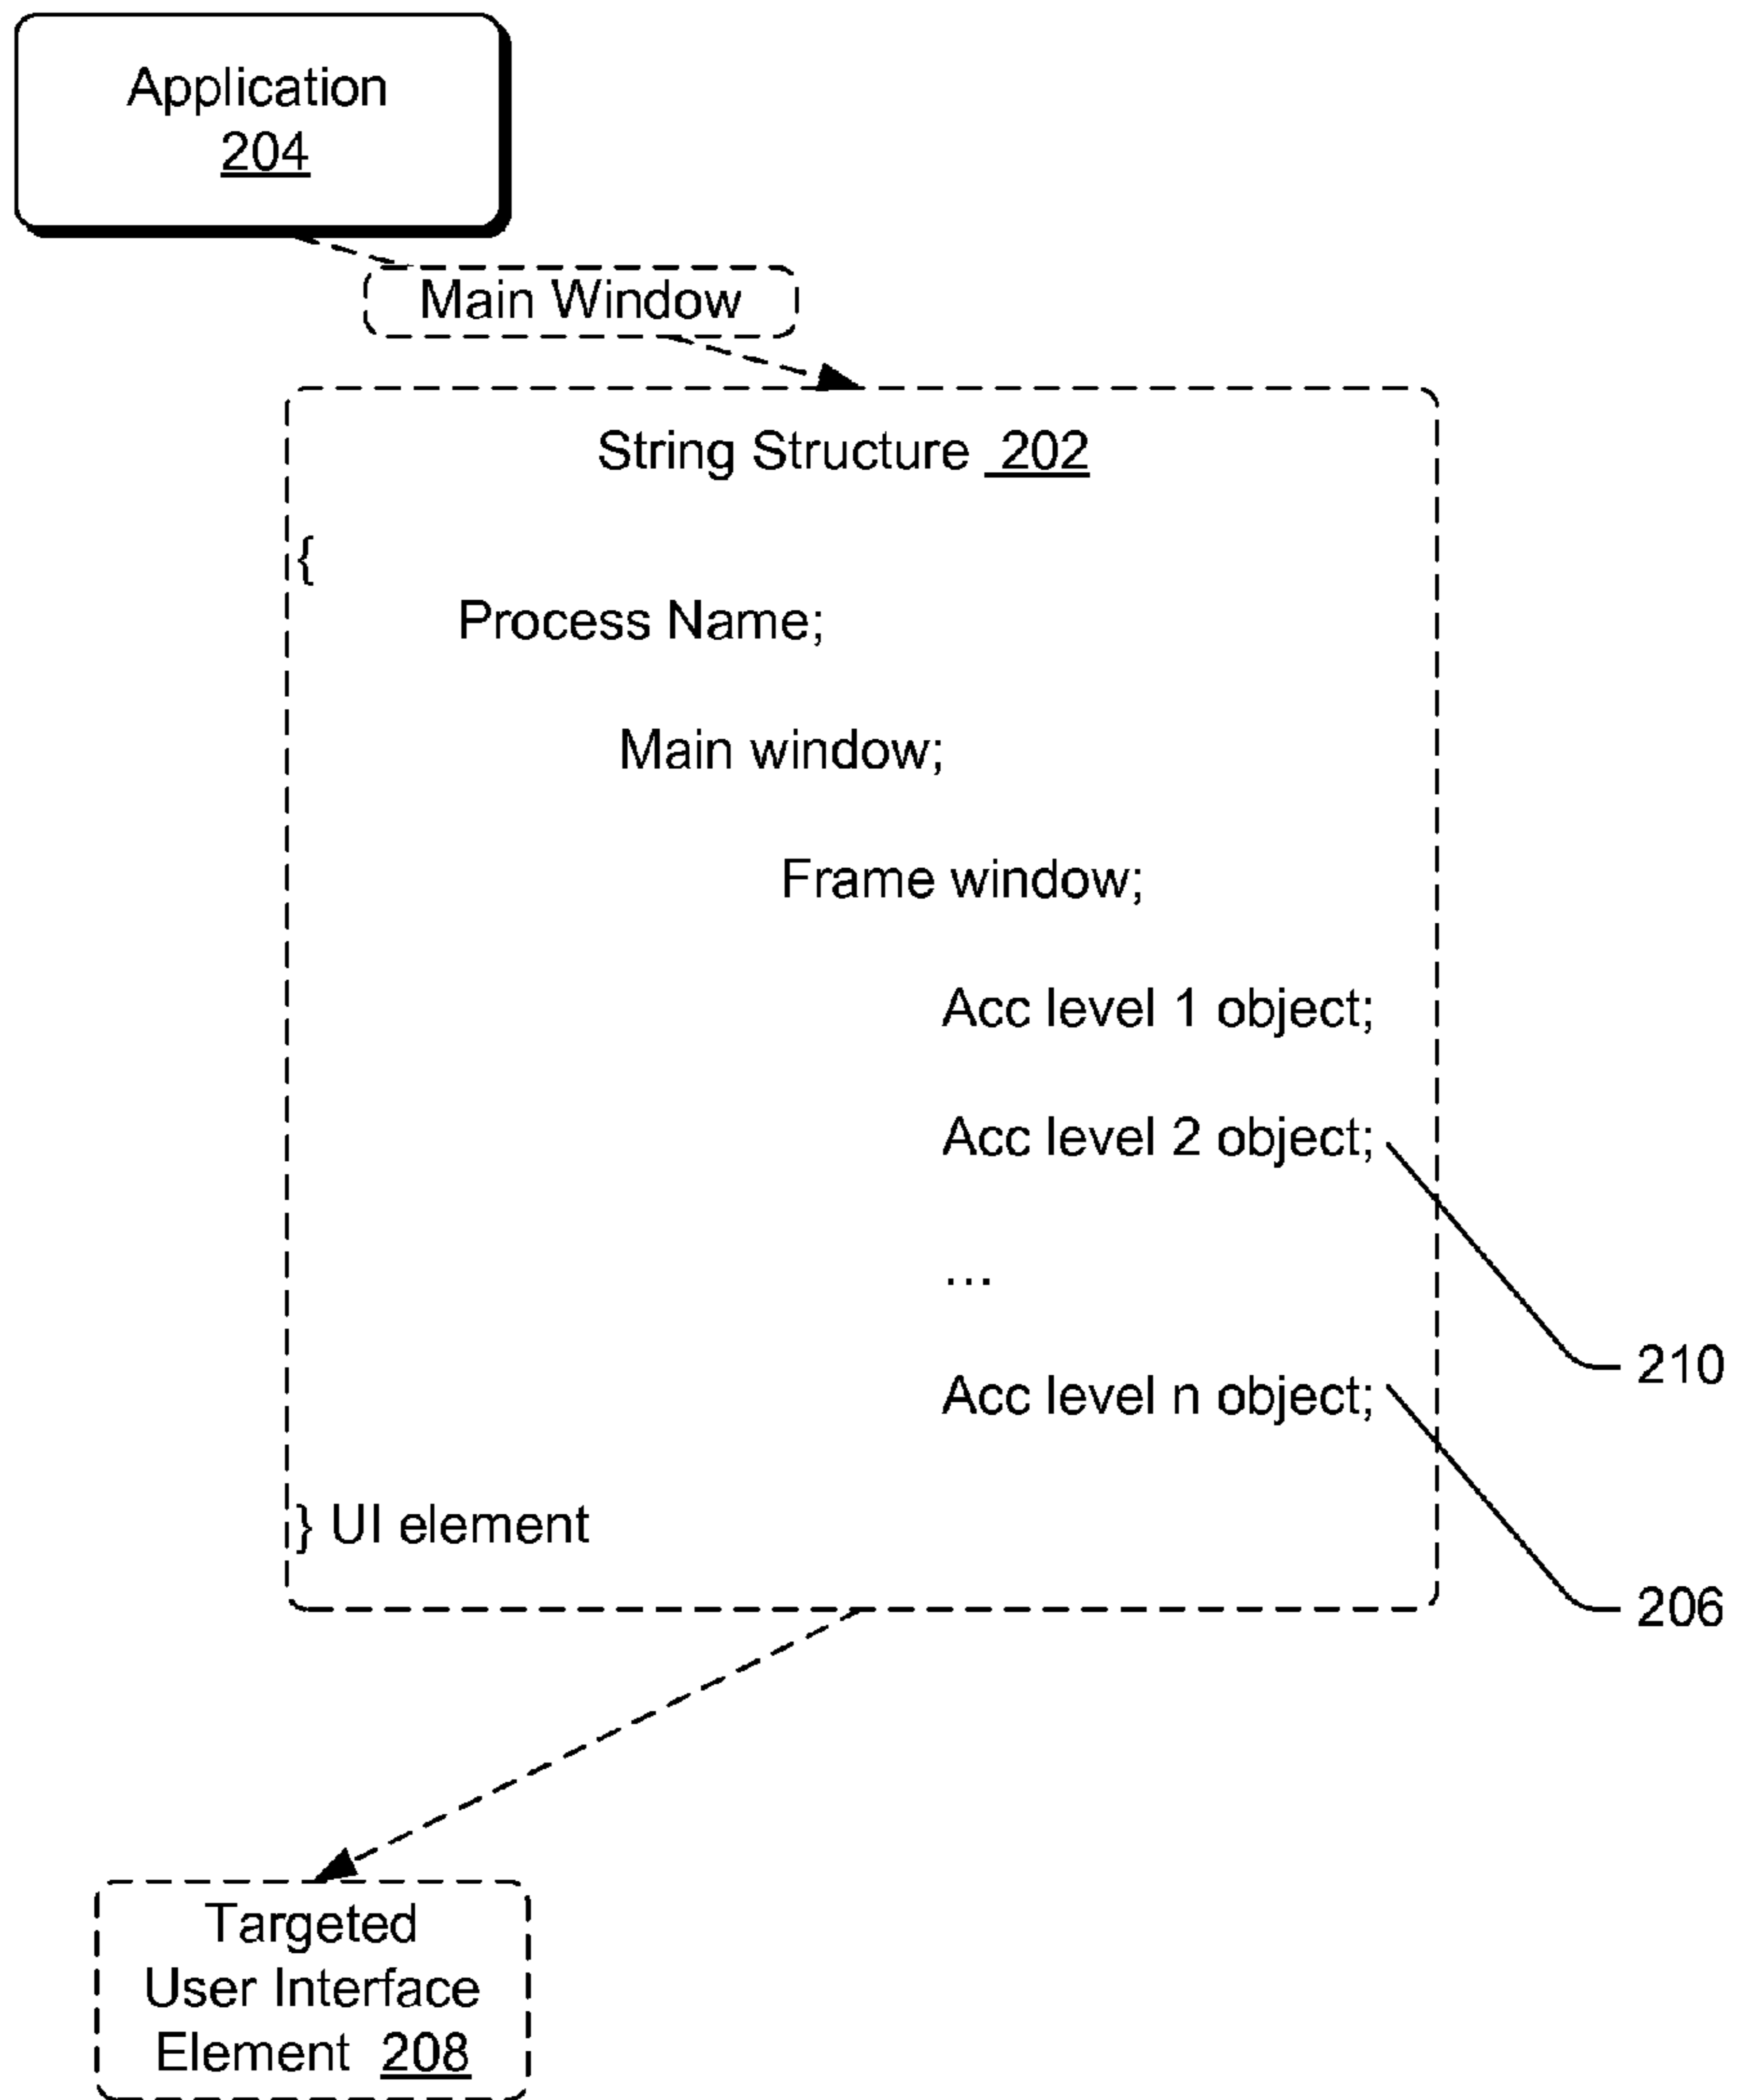 Application
204
Main Window
String Structure 202
{
Process Name;
Main window;
Frame window;
Acc level 1 object;
Acc level 2 object;
...
210
Acc level n object;
} UI element
206
Targeted
User Interface
Element 208